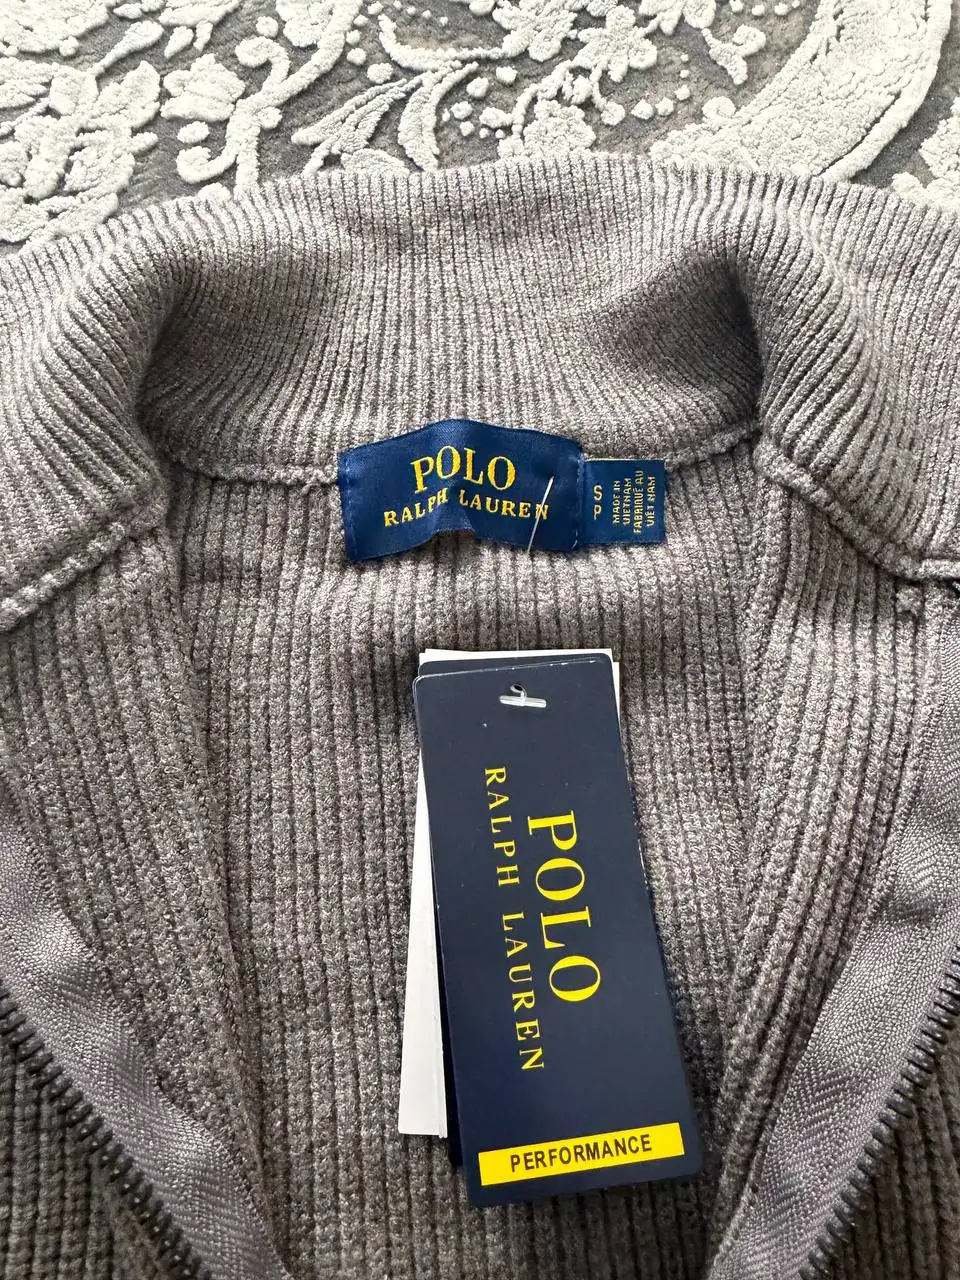 POLO
RALPH LAUREN
S
P
MADE IN
VIETNAM
FABRIQUÉ AU
VIET NAM
POLO
RALPH LAUREN
PERFORMANCE